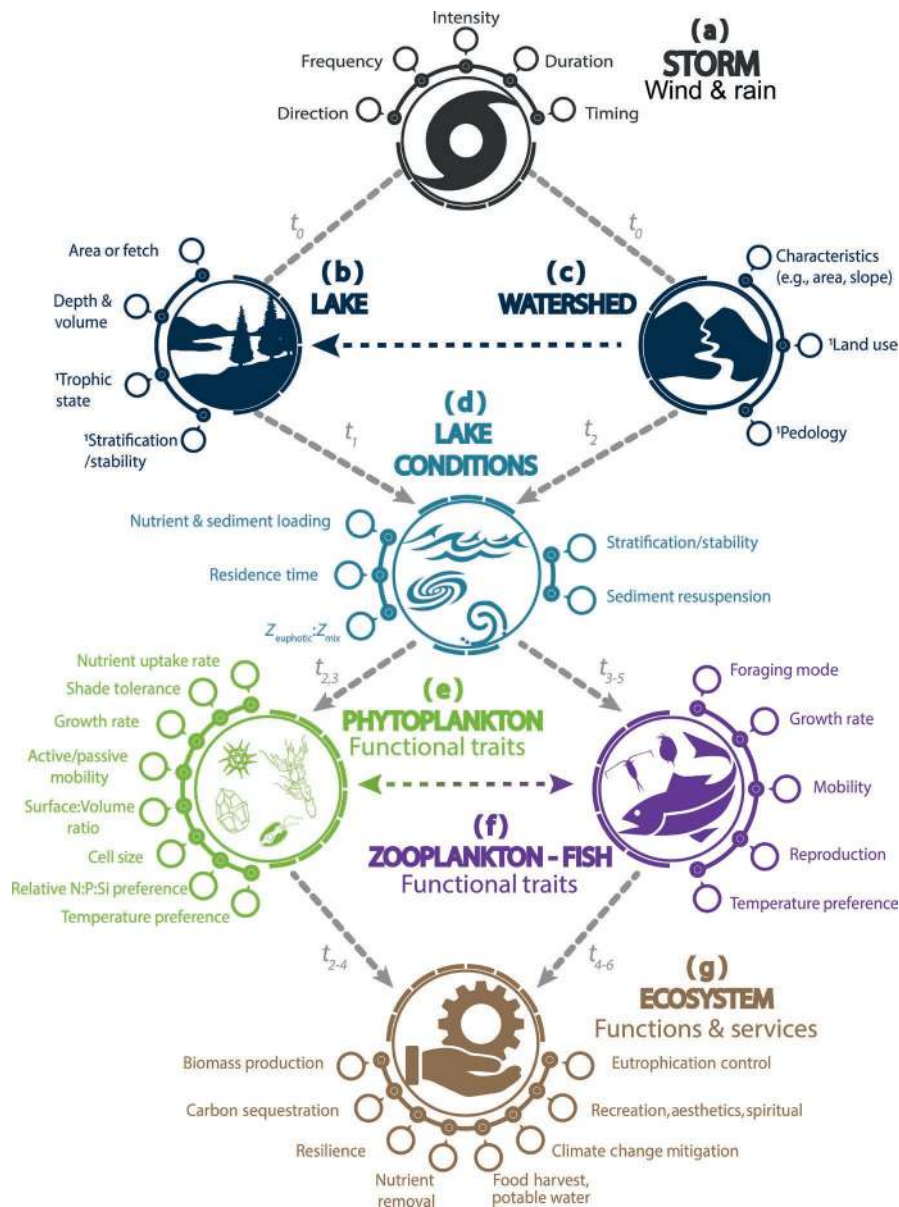 (a)
STORM
Wind & rain
Intensity
Frequency
Duration
Direction
Timing
t0
t0
(b)
LAKE
Area or fetch
Depth &
volume
¹Trophic
state
¹Stratification
/stability
(c)
WATERSHED
Characteristics
(e.g., area, slope)
¹Land use
¹Pedology
t1
t2
(d)
LAKE
CONDITIONS
Nutrient & sediment loading
Residence time
Zeuphotic:Zmix
Stratification/stability
Sediment resuspension
t2,3
t3-5
(e)
PHYTOPLANKTON
Functional traits
Nutrient uptake rate
Shade tolerance
Growth rate
Active/passive
mobility
Surface:Volume
ratio
Cell size
Relative N:P:Si preference
Temperature preference
(f)
ZOOPLANKTON - FISH
Functional traits
Foraging mode
Growth rate
Mobility
Reproduction
Temperature preference
t2-4
t4-6
(g)
ECOSYSTEM
Functions & services
Biomass production
Carbon sequestration
Resilience
Nutrient
removal
Food harvest,
potable water
Climate change mitigation
Recreation,aesthetics,spiritual
Eutrophication control